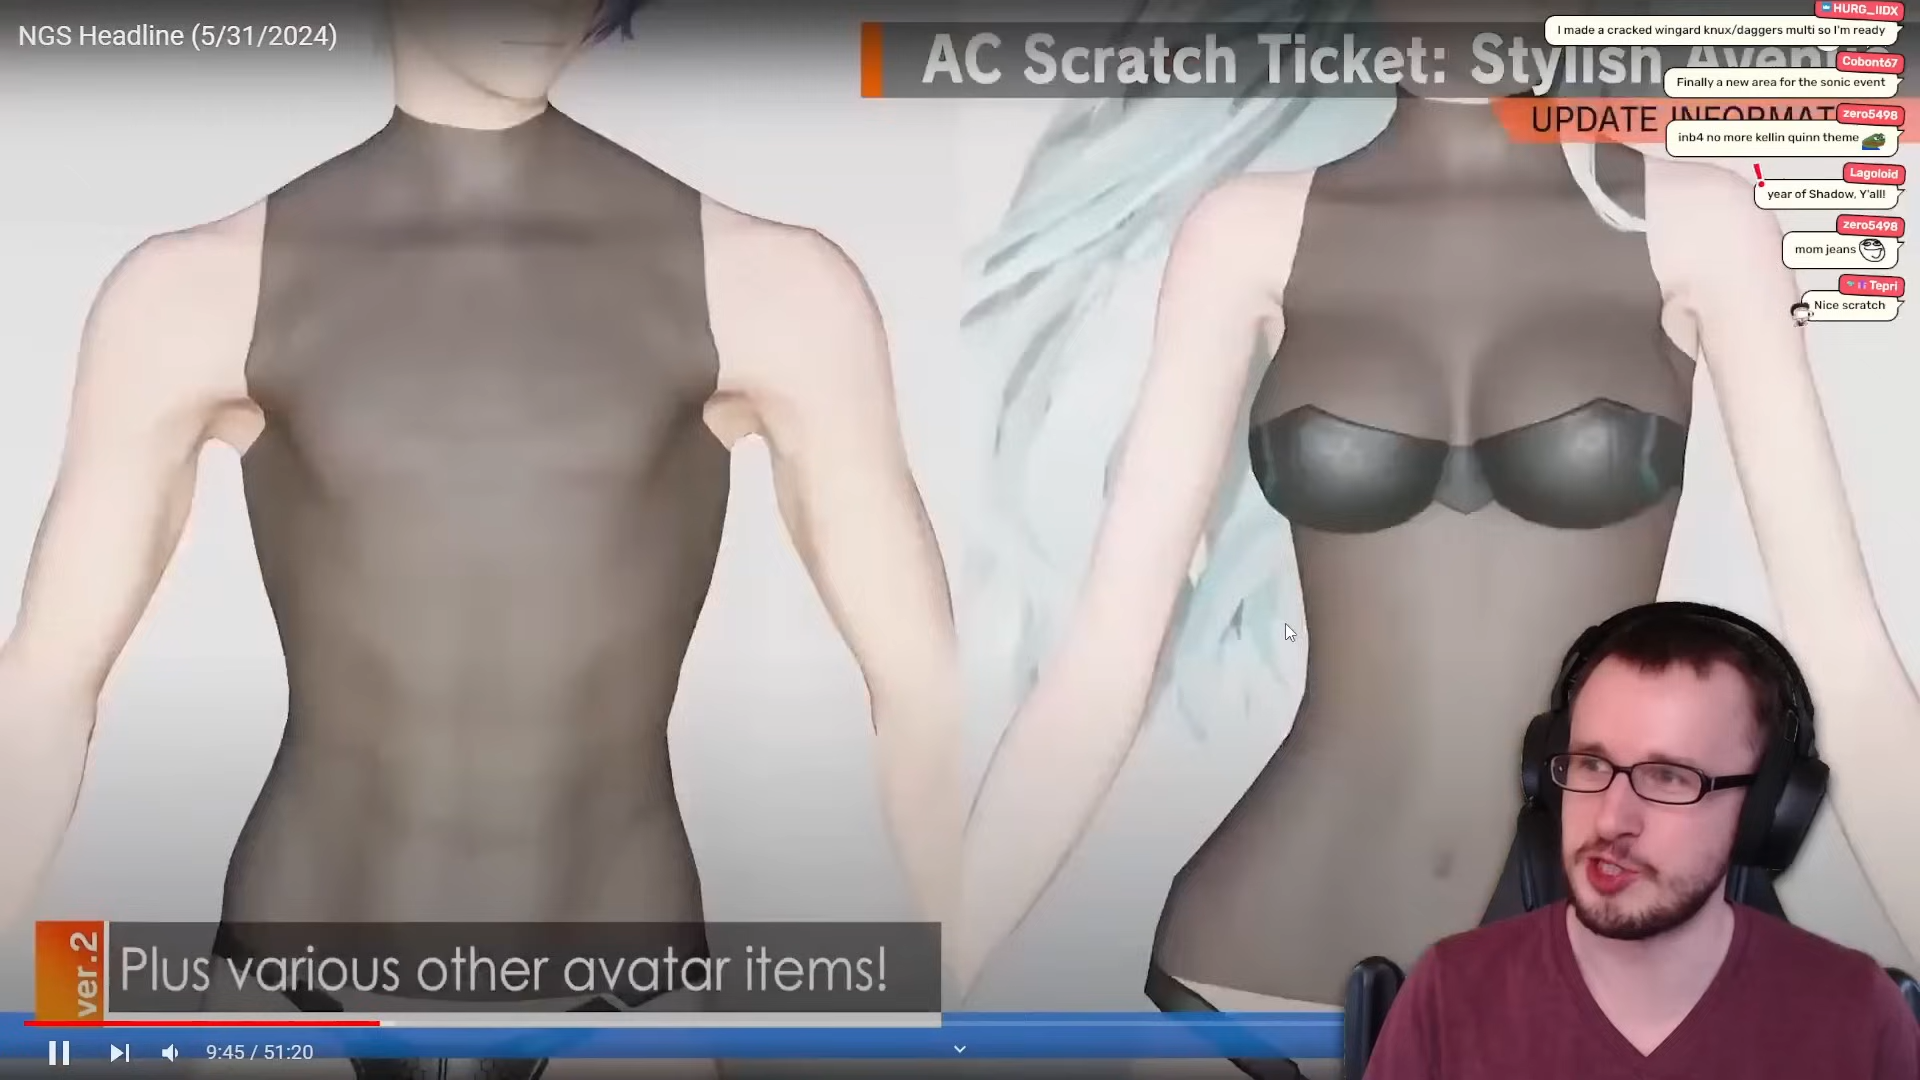 NGS Headline (5/31/2024)
AC Scratch Ticket: Stylish
UPDATE
HURG_IIDX
I made a cracked wingard knux/daggers multi so I'm ready
Cobont67
Finally a new area for the sonic event
zero5498
inb4 no more kellin quinn theme
Lagoloid
year of Shadow, Y'all!
zero5498
mom jeans
Tepri
Nice scratch
ver.2
Plus various other avatar items!
9:45 / 51:20